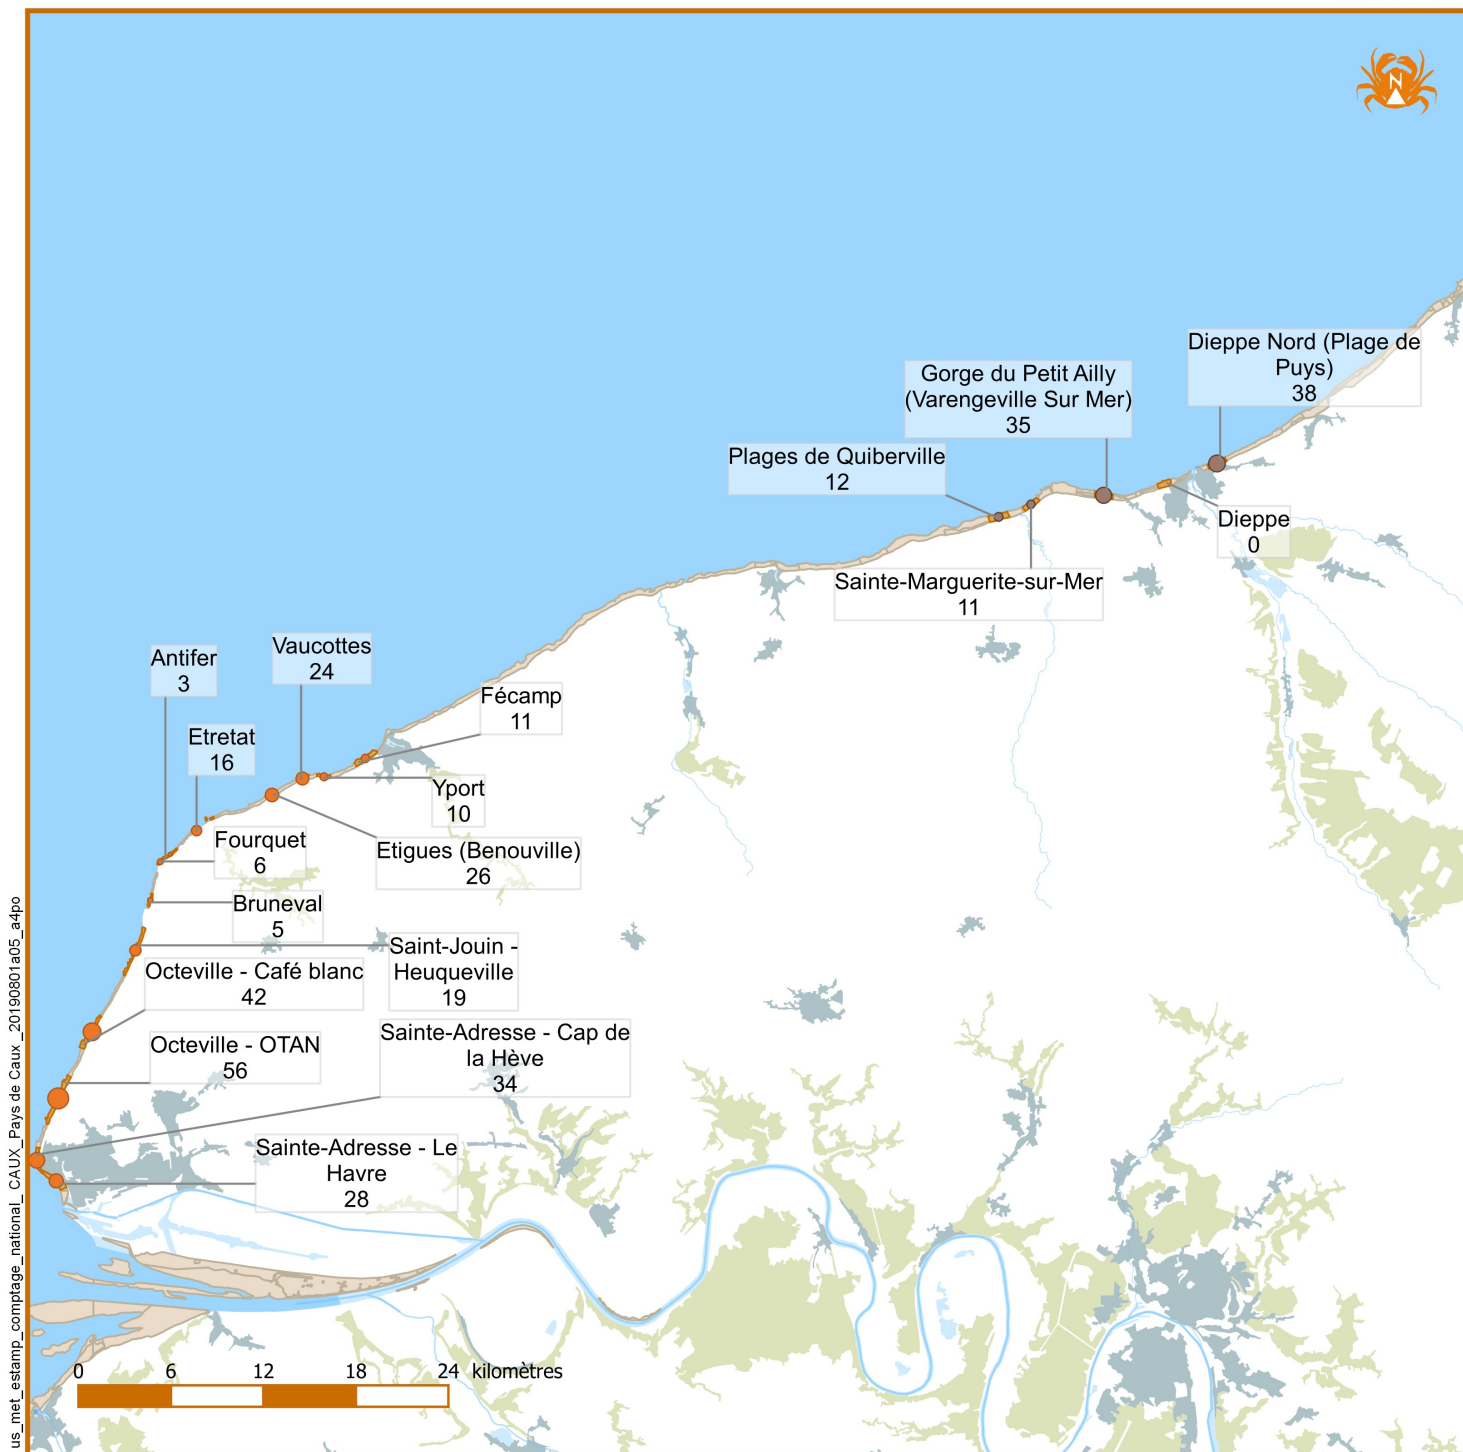 N
Dieppe Nord (Plage de
Puys)
38
Gorge du Petit Ailly
(Varengeville Sur Mer)
35
Plages de Quiberville
12
Dieppe
0
Sainte-Marguerite-sur-Mer
11
Vaucottes
24
Antifer
3
Fécamp
11
Etretat
16
Yport
10
Fourquet
6
Etigues (Benouville)
26
Bruneval
5
Saint-Jouin -
Heuqueville
19
Octeville - Café blanc
42
Sainte-Adresse - Cap de
la Hève
34
Octeville - OTAN
56
Sainte-Adresse - Le
Havre
28
0 6 12 18 24 kilomètres
us_met_estamp_comptage_national_CAUX_Pays de Caux_20190801a05_a4po